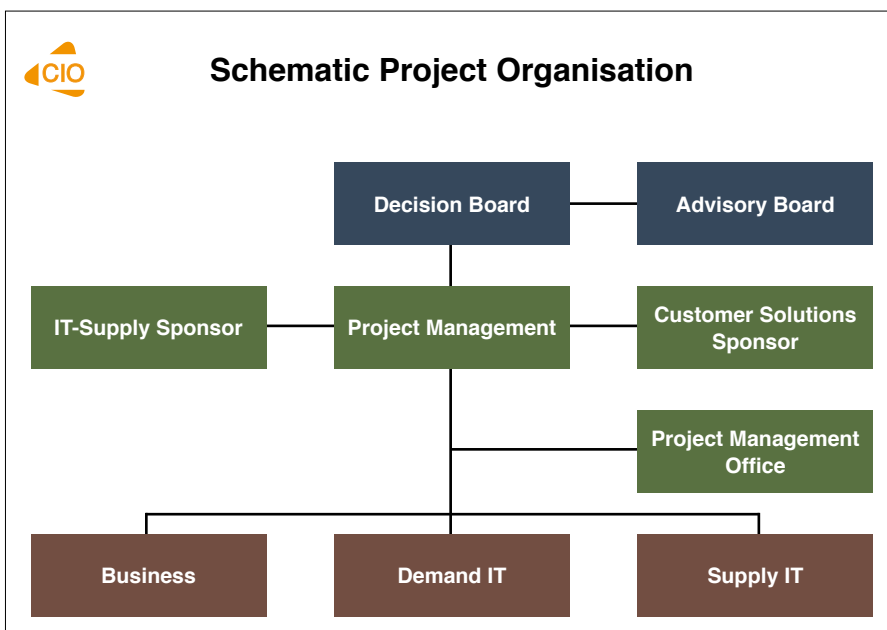 CIO
Schematic Project Organisation
Decision Board
Advisory Board
IT-Supply Sponsor
Project Management
Customer Solutions
Sponsor
Project Management
Office
Business
Demand IT
Supply IT